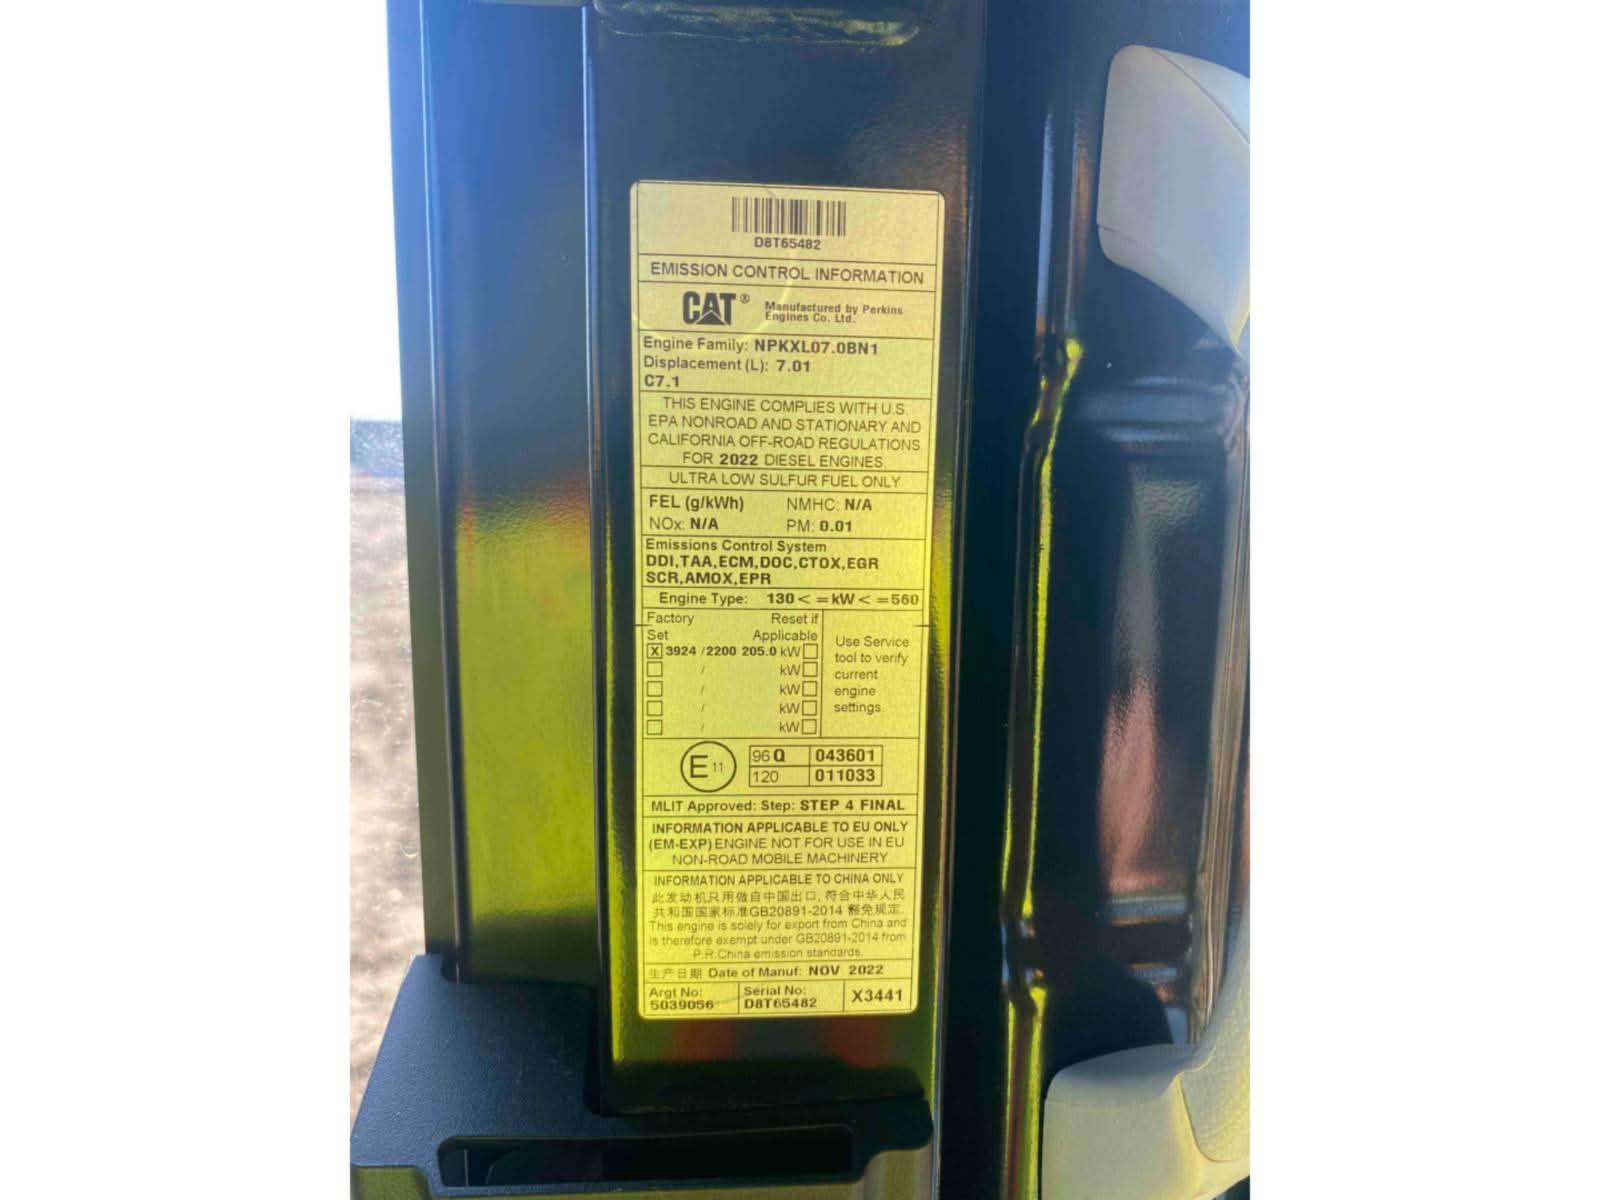 D8T65482
EMISSION CONTROL INFORMATION
CAT® Manufactured by Perkins
Engines Co. Ltd.
Engine Family: NPKXL07.0BN1
Displacement (L): 7.01
C7.1
THIS ENGINE COMPLIES WITH U.S.
EPA NONROAD AND STATIONARY AND
CALIFORNIA OFF-ROAD REGULATIONS
FOR 2022 DIESEL ENGINES.
ULTRA LOW SULFUR FUEL ONLY
FEL (g/kWh) NMHC: N/A
NOx: N/A PM: 0.01
Emissions Control System
DDI,TAA,ECM,DOC,CTOX,EGR
SCR,AMOX,EPR
Engine Type: 130 < = kW < = 560
Factory Reset if
Set Applicable
X 3924 /2200 205.0 kW
/ kW
/ kW
/ kW
/ kW
Use Service
tool to verify
current
engine
settings.
E 11
96 Q 043601
120 011033
MLIT Approved: Step: STEP 4 FINAL
INFORMATION APPLICABLE TO EU ONLY
(EM-EXP) ENGINE NOT FOR USE IN EU
NON-ROAD MOBILE MACHINERY
INFORMATION APPLICABLE TO CHINA ONLY
此发动机只用做自中国出口, 符合中华人民
共和国国家标准GB20891-2014 豁免规定.
This engine is solely for export from China and
is therefore exempt under GB20891-2014 from
P.R.China emission standards.
生产日期 Date of Manuf: NOV 2022
Argt No: Serial No: X3441
5039056 D8T65482